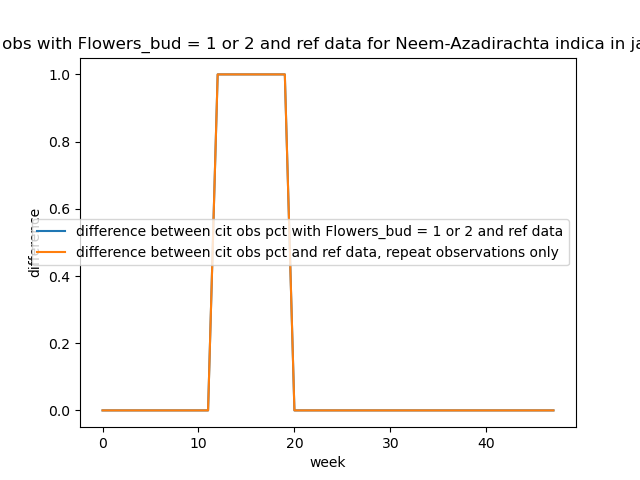 obs with Flowers_bud = 1 or 2 and ref data for Neem-Azadirachta indica in
1.0
0.8
0.6
0.4
0.2
0.0
difference
difference between cit obs pct with Flowers_bud = 1 or 2 and ref data
difference between cit obs pct and ref data, repeat observations only
0 10 20 30 40
week